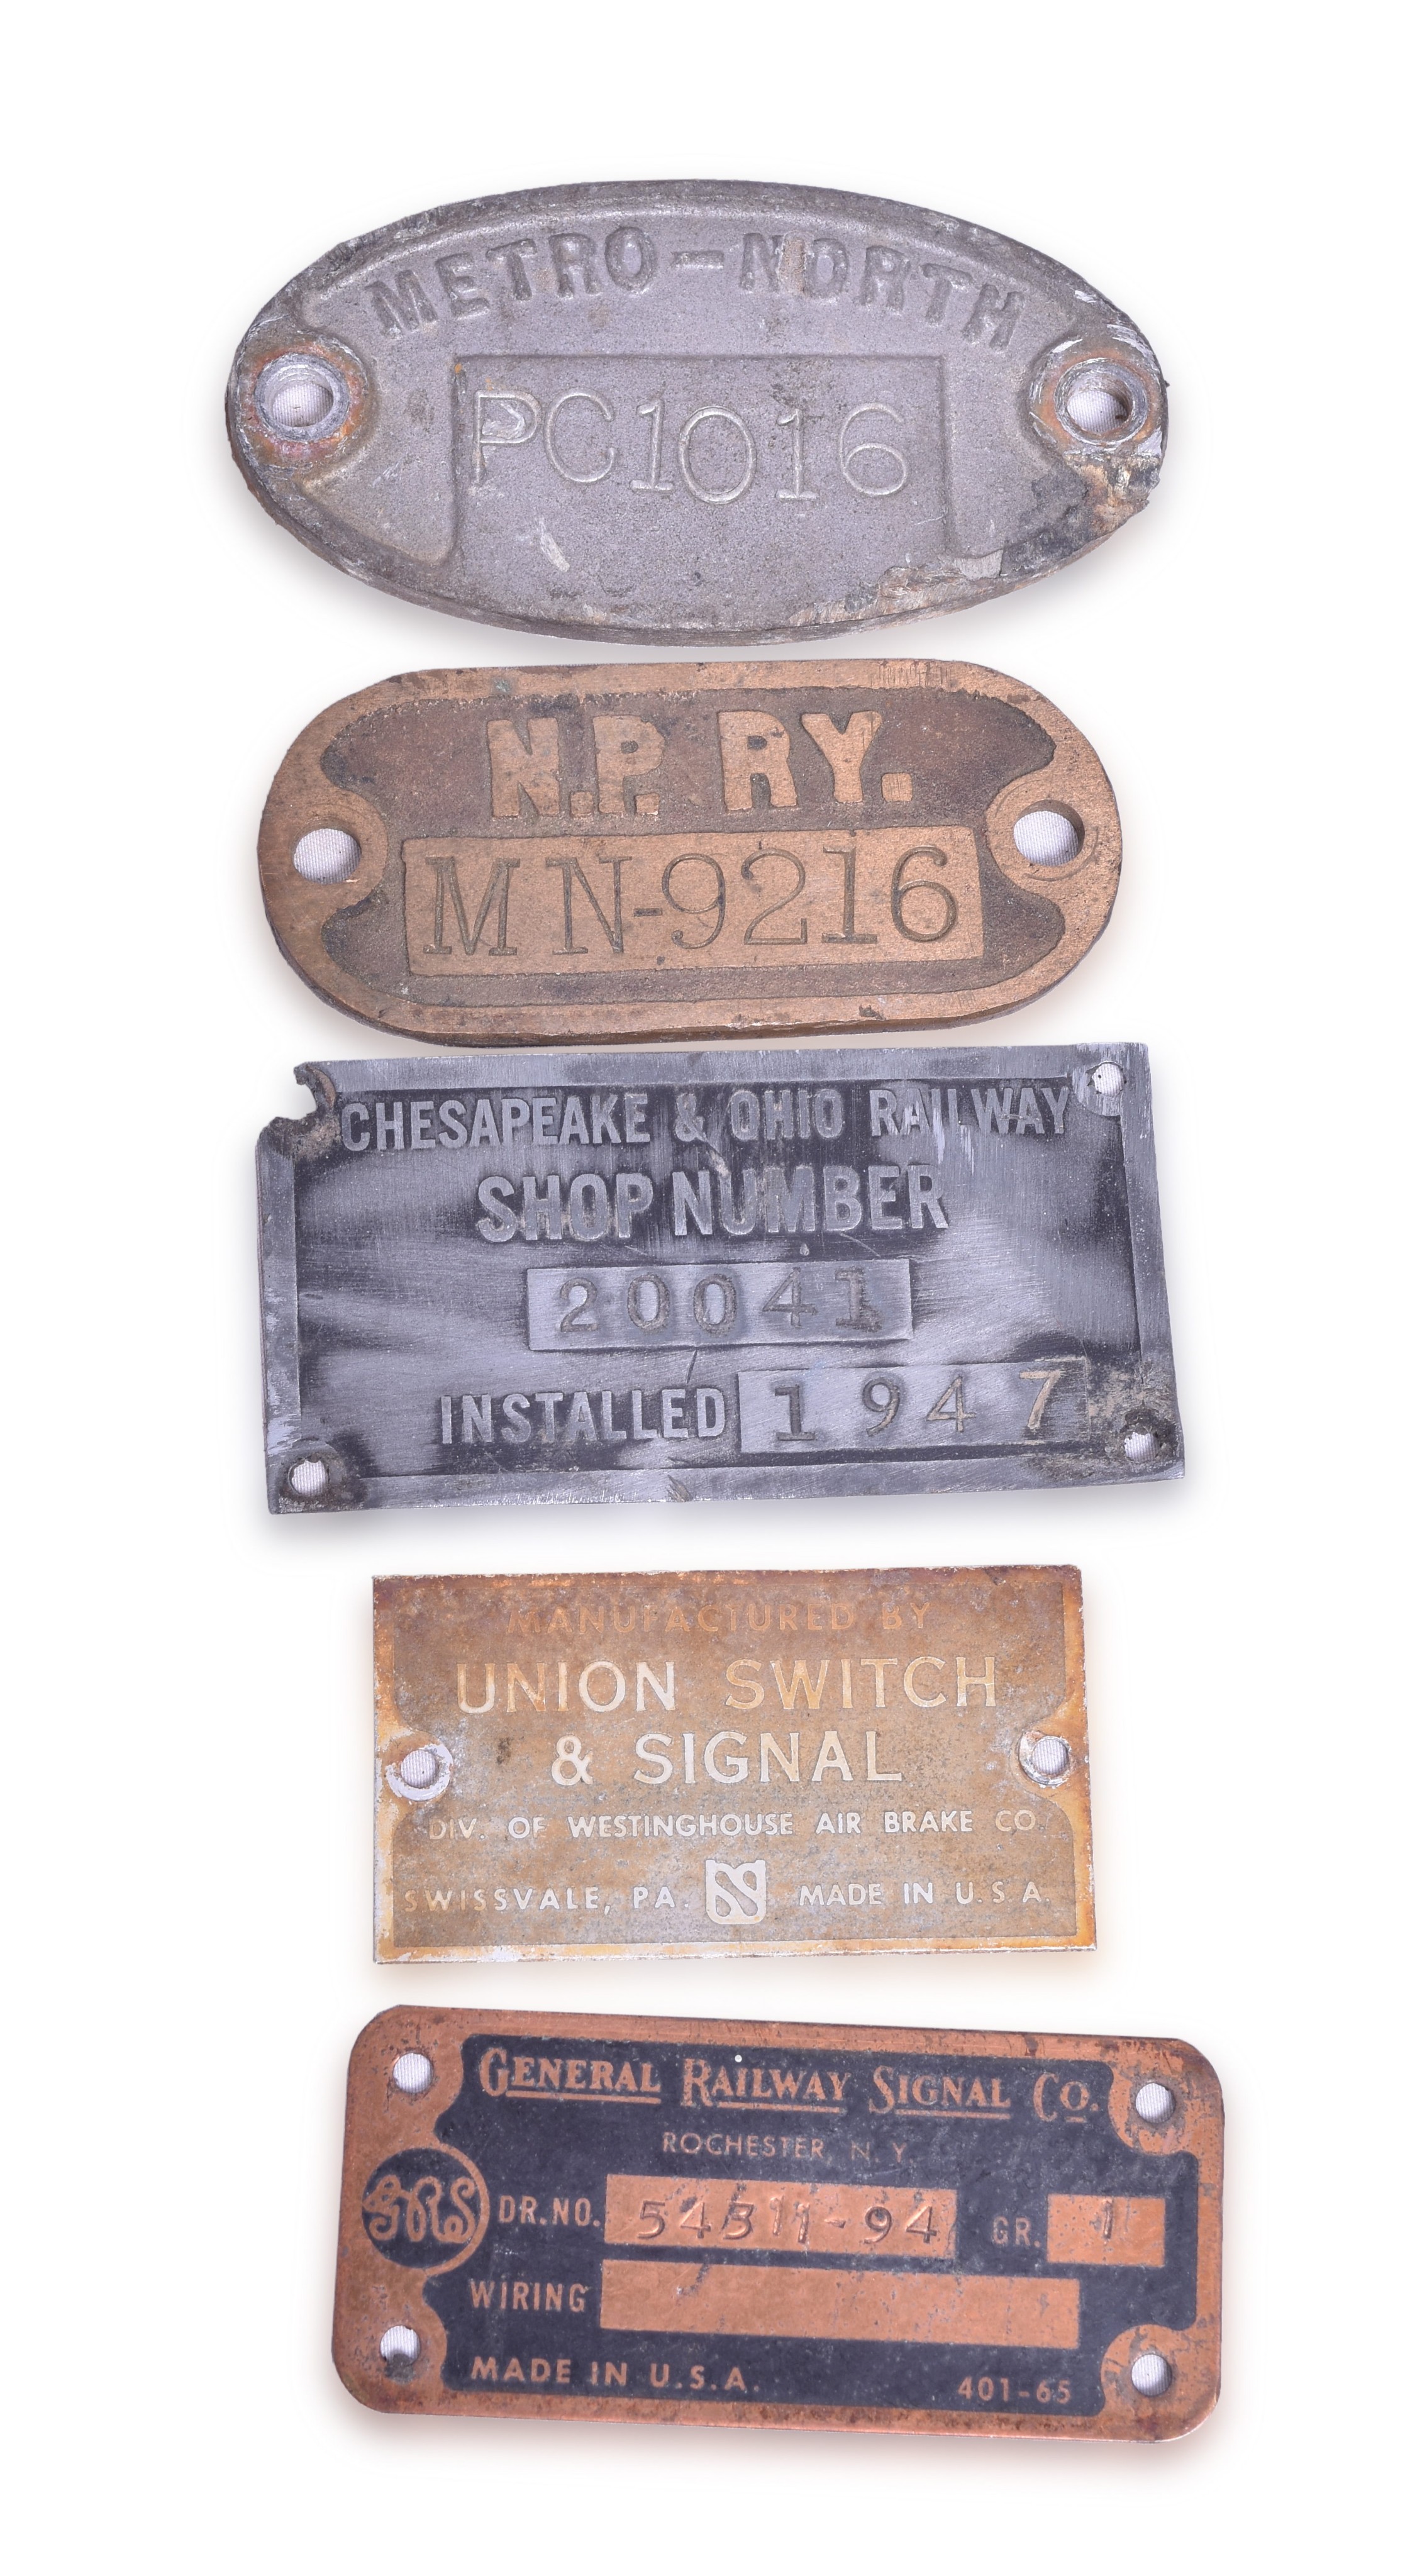 METRO-NORTH
PC1016
N.P. RY.
MN-9216
CHESAPEAKE & OHIO RAILWAY
SHOP NUMBER
20041
INSTALLED 1947
MANUFACTURED BY
UNION SWITCH
& SIGNAL
DIV. OF WESTINGHOUSE AIR BRAKE CO.
SWISSVALE, PA. MADE IN U.S.A.
GENERAL RAILWAY SIGNAL CO.
ROCHESTER, N.Y.
GRS DR.NO. 54311-94 GR. 1
WIRING
MADE IN U.S.A. 401-65